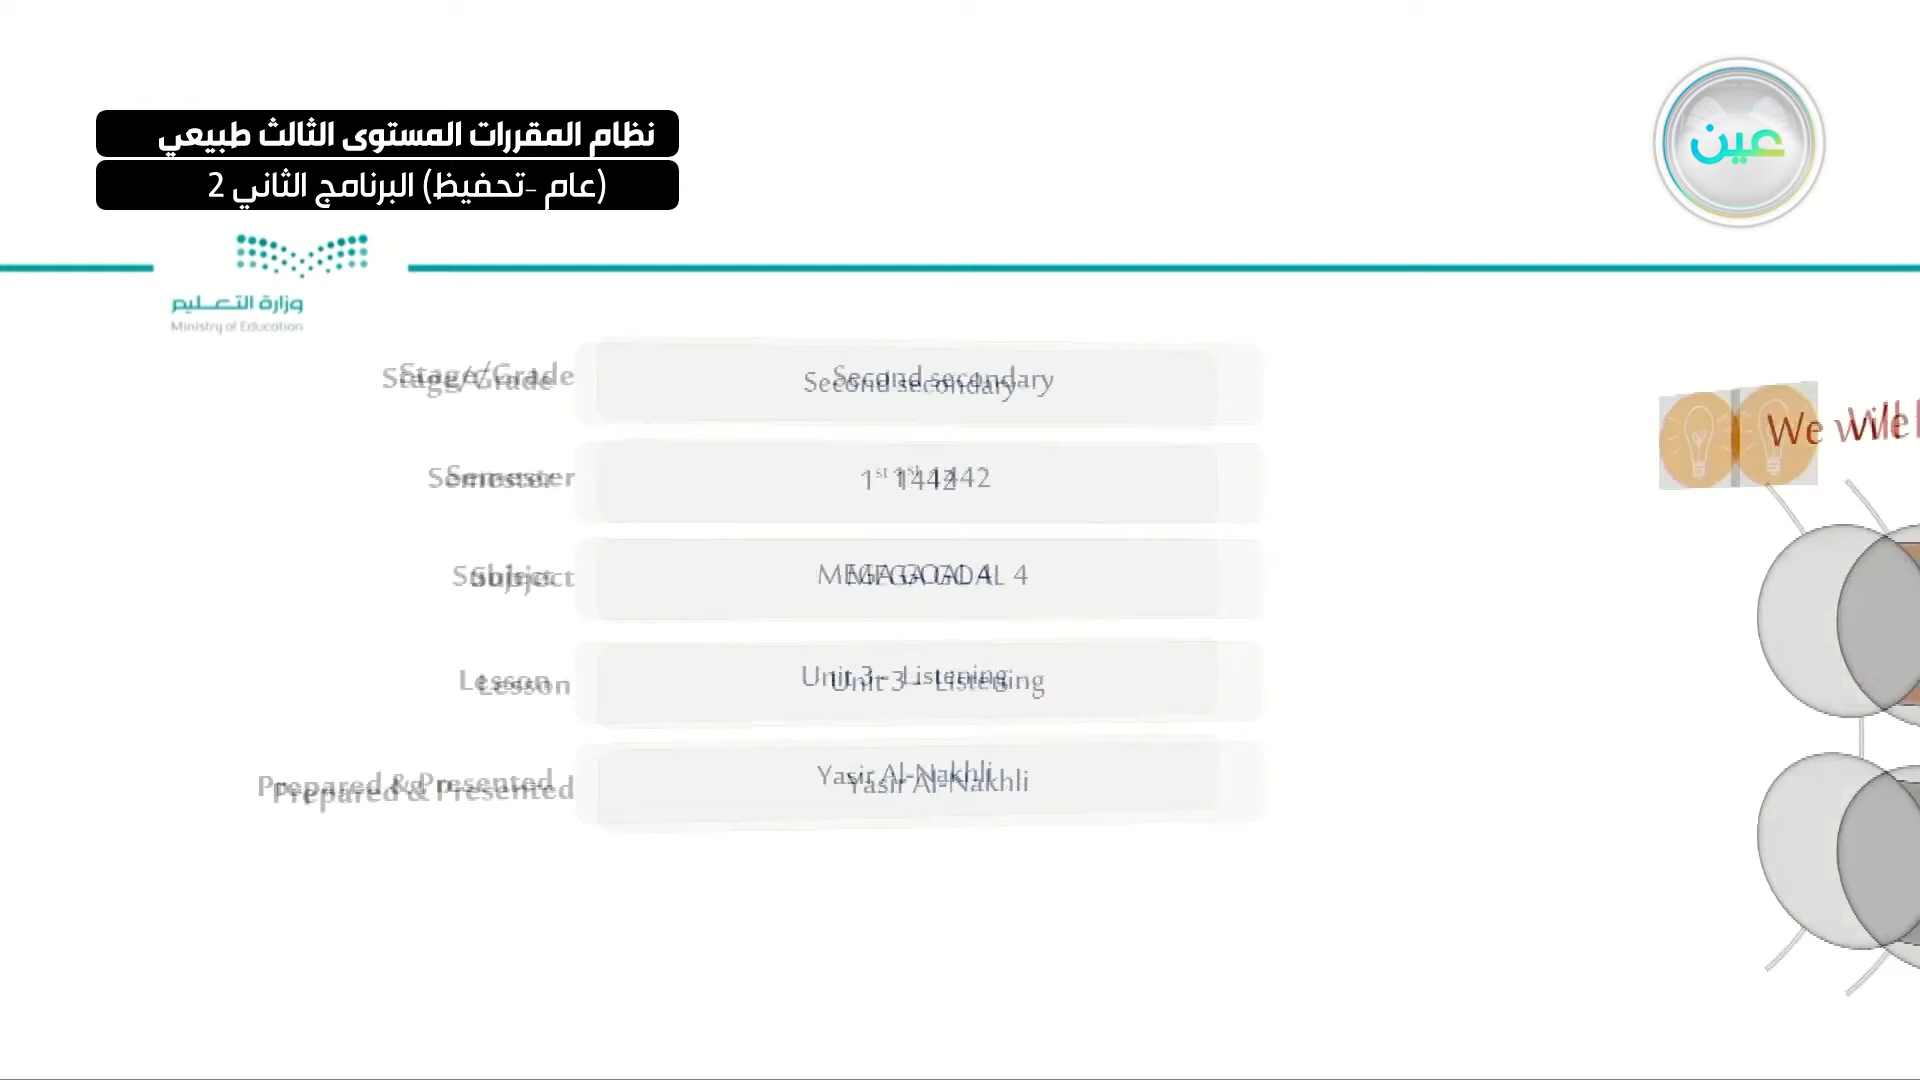 نظام المقررات المستوى الثالث طبيعي
(عام -تحفيظ) البرنامج الثاني 2
عين
وزارة التعليم
Ministry of Education
Stage/Grade Second secondary
Semester 1st 1442
Subject MEGA GOAL 4
Lesson Unit 3 - Listening
Prepared & Presented Yasir Al-Nakhli
We will